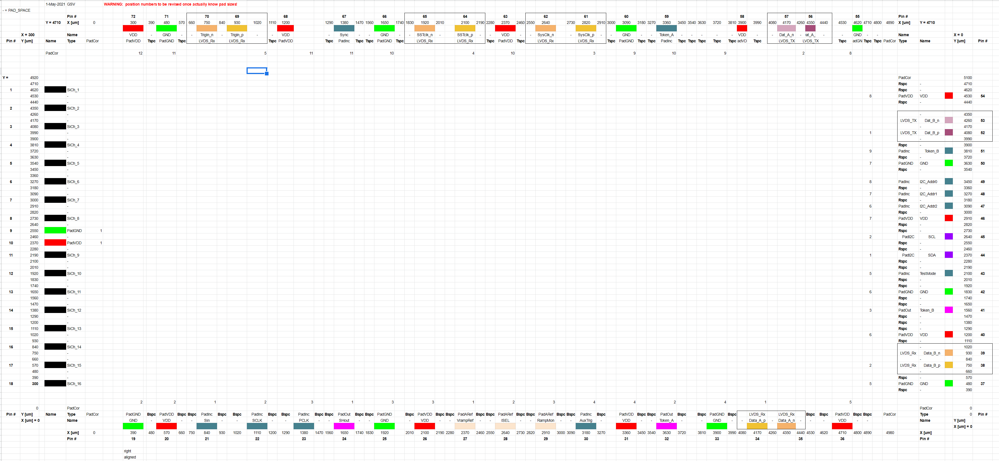 1-May-2021 GSV WARNING: position numbers to be revised once actually know pad sizes!
- = PAD_SPACE
Pin # 72 71 70 69 68 67 66 65 64 63 62 61 60 59 58 57 56 55 Pin #
Y = 4710 X [um] 0 300 390 480 570 660 750 840 930 1020 1110 1200 1290 1380 1470 1560 1650 1740 1830 1920 2010 2100 2190 2280 2370 2460 2550 2640 2730 2820 2910 3000 3090 3180 3270 3360 3450 3540 3630 3720 3810 3900 3990 4080 4170 4260 4350 4440 4530 4620 4710 4800 4890 X [um] Y = 4710
X = 300 Name VDD - GND - - TrigIn_n - TrigIn_p - - VDD - Sync - - GND - - SSTclk_n - SSTclk_p - - VDD - - SysClk_n - SysClk_p - - GND - - Token_A - - - - - VDD - - Dat_A_n - at_A_ - - GND - - Name X = 0
Pin # Y [um] Name Type PadCor PadVDD Tspc PadGND Tspc LVDS_Rx LVDS_Rx Tspc PadVDD Tspc PadInc Tspc Tspc PadGND Tspc LVDS_Rx LVDS_Rx Tspc PadVDD Tspc LVDS_Rx LVDS_Rx Tspc PadGND Tspc Tspc PadInc Tspc Tspc Tspc Tspc Tspc adVD Tspc LVDS_TX LVDS_TX Tspc adGN Tspc Tspc PadCor Type Name Y [um] Pin #
PadCor 12 11 5 11 11 10 4 10 3 9 10 9 2 8
Y = 4920 PadCor 5100
4710 Rspc - 4710
1 4620 SiCh_1 Rspc - 4620
4530 - 8 PadVDD VDD 4530 54
4440 - Rspc - 4440
2 4350 SiCh_2
4260 - - 4350
4170 - LVDS_TX Dat_B_n 4260 53
3 4080 SiCh_3 - 4170
3990 - 1 LVDS_TX Dat_B_p 4080 52
3900 - - 3990
4 3810 SiCh_4 Rspc - 3900
3720 - 9 PadInc Token_B 3810 51
3630 - Rspc - 3720
5 3540 SiCh_5 7 PadGND GND 3630 50
3450 - Rspc - 3540
3360 -
6 3270 SiCh_6 8 PadInc I2C_Addr0 3450 49
3180 - Rspc - 3360
3090 - 7 PadInc I2C_Addr1 3270 48
7 3000 SiCh_7 Rspc - 3180
2910 - 6 PadInc I2C_Addr2 3090 47
2820 - Rspc - 3000
8 2730 SiCh_8 7 PadVDD VDD 2910 46
2640 - Rspc - 2820
9 2550 PadGND 1 Rspc - 2730
2460 - 2 PadI2C SCL 2640 45
10 2370 PadVDD 1 Rspc - 2550
2280 - Rspc - 2460
11 2190 SiCh_9 1 PadI2C SDA 2370 44
2100 - Rspc - 2280
2010 - Rspc - 2190
12 1920 SiCh_10 5 PadInc TestMode 2100 43
1830 - Rspc - 2010
1740 - Rspc - 1920
13 1650 SiCh_11 6 PadGND GND 1830 42
1560 - Rspc - 1740
1470 - Rspc - 1650
14 1380 SiCh_12 3 PadOut Token_B 1560 41
1290 - Rspc - 1470
1200 - Rspc - 1380
15 1110 SiCh_13 Rspc - 1290
1020 - 6 PadVDD VDD 1200 40
930 - Rspc - 1110
16 840 SiCh_14 - 1020
750 - LVDS_Rx Data_B_n 930 39
660 - - 840
17 570 SiCh_15 2 LVDS_Rx Data_B_p 750 38
480 - - 660
390 - Rspc - 570
18 300 SiCh_16 5 PadGND GND 480 37
Rspc - 390
2 2 1 2 3 1 3 3 1 2 3 4 4 2 4 1 5
0 PadCor PadCor 0
Pin # Y [um] Name Type PadCor PadGND Bspc PadVDD Bspc Bspc PadInc Bspc Bspc PadInc Bspc Bspc PadInc Bspc Bspc PadOut Bspc Bspc PadGND Bspc PadVDD Bspc Bspc PadARef Bspc Bspc PadARef Bspc Bspc PadARef Bspc Bspc PadInc Bspc PadVDD Bspc Bspc PadOut Bspc Bspc PadGND Bspc LVDS_Rx LVDS_Rx Bspc Bspc PadVDD Bspc Bspc PadCor Type 0 Pin #
X [um] = 0 Name GND - VDD - - Sin - - SCLK - - PCLK - - SHout - - GND - VDD - - VrampRef - - ISEL - - RampMon - - AuxTrig - VDD - - Token_A - - GND - - Data_A_p - Data_A_n - - - VDD - - Name Y [um]
X [um] = 0
X [um] 0 390 480 570 660 750 840 930 1020 1110 1200 1290 1380 1470 1560 1650 1740 1830 1920 2010 2100 2190 2280 2370 2460 2550 2640 2730 2820 2910 3000 3090 3180 3270 3360 3450 3540 3630 3720 3810 3900 3990 4080 4170 4260 4350 4440 4530 4620 4710 4800 4890 4980 X [um]
Pin # 19 20 21 22 23 24 25 26 27 28 29 30 31 32 33 34 35 36 Pin #
right
aligned